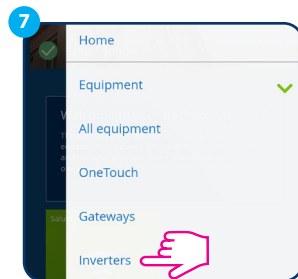 7
Home
Equipment
All equipment
OneTouch
Gateways
Inverters